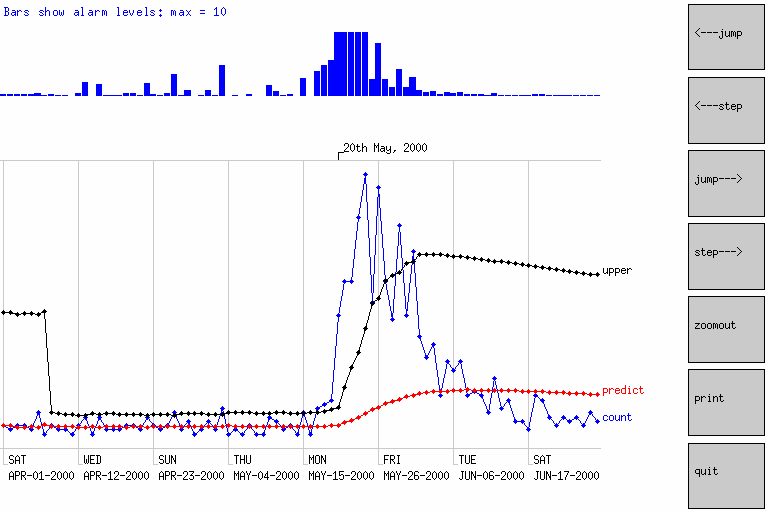 Bars show alarm levels: max = 10
<---jump
<---step
20th May, 2000
jump--->
step--->
upper
zoomout
predict
print
count
SAT WED SUN THU MON FRI TUE SAT
APR-01-2000 APR-12-2000 APR-23-2000 MAY-04-2000 MAY-15-2000 MAY-26-2000 JUN-06-2000 JUN-17-2000
quit